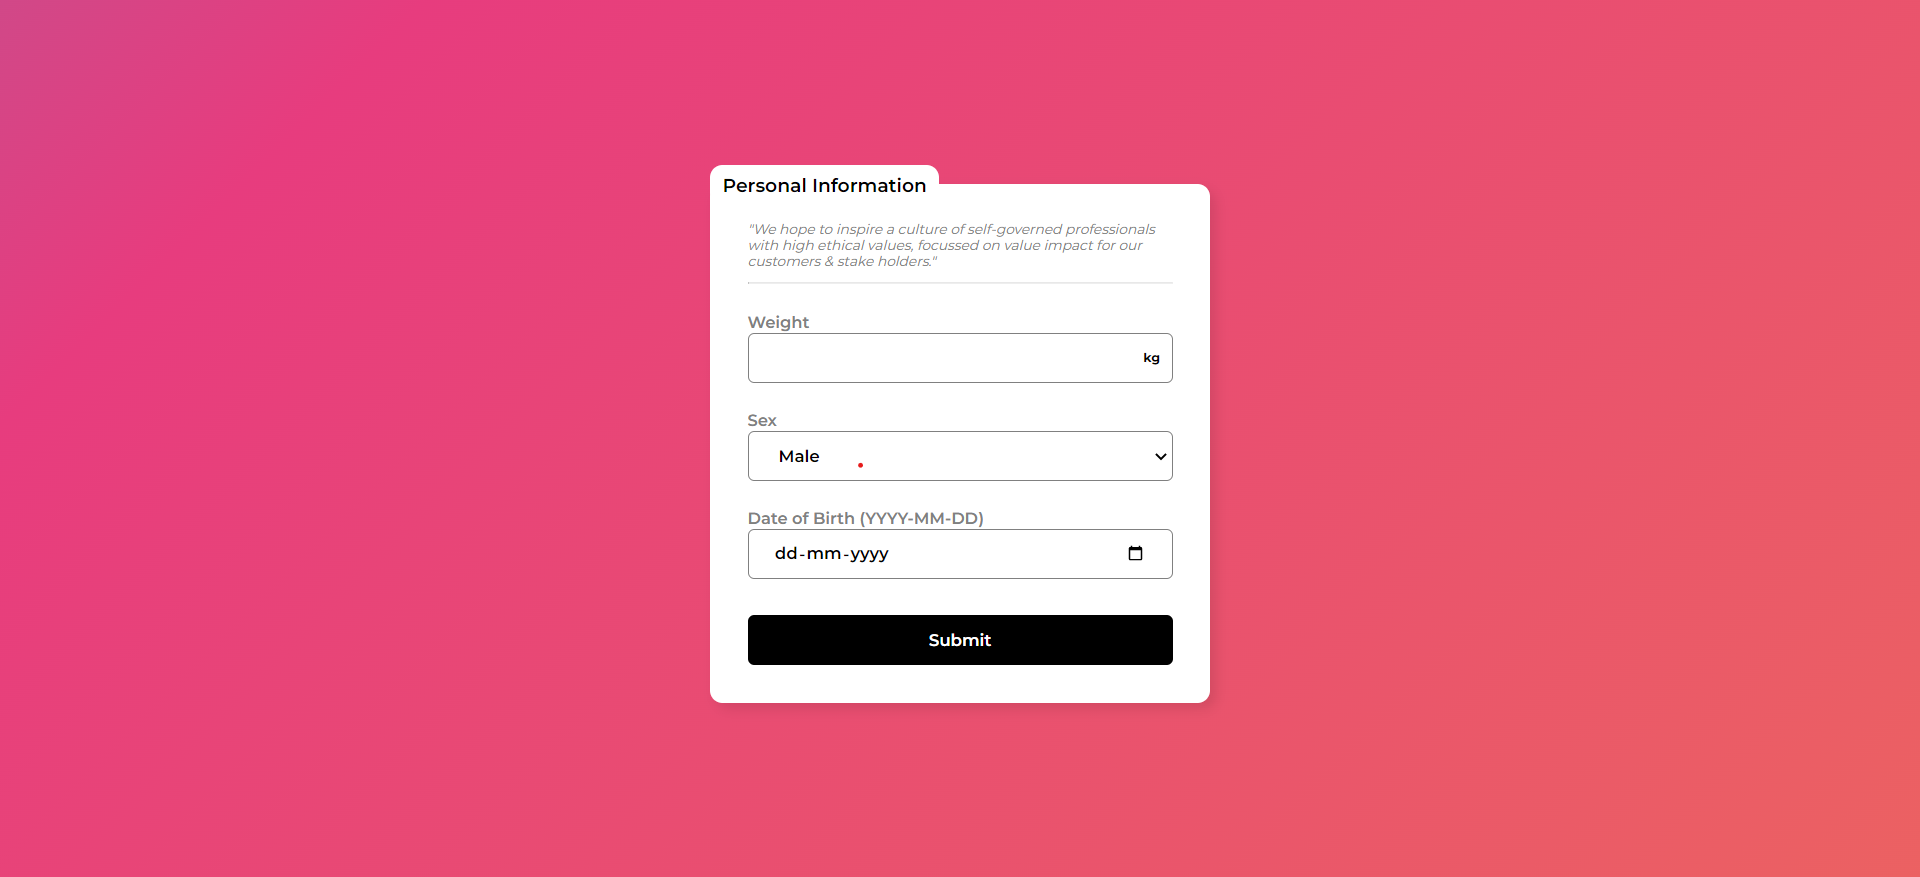 Personal Information
"We hope to inspire a culture of self-governed professionals
with high ethical values, focussed on value impact for our
customers & stake holders."
Weight
kg
Sex
Male
Date of Birth (YYYY-MM-DD)
dd-mm-yyyy
Submit